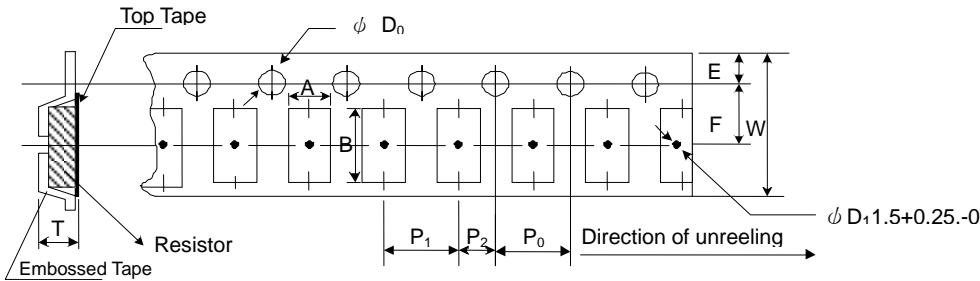 Top Tape
ϕ D₀
E
A
F
W
B
ϕ D₁1.5+0.25.-0
P₁
P₂
P₀
Direction of unreeling
T
Resistor
Embossed Tape